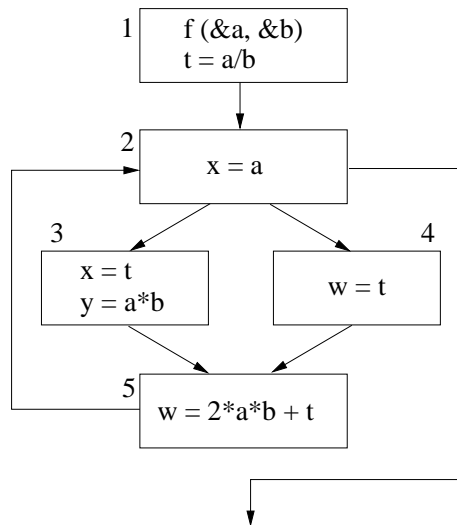 1
f (&a, &b)
t = a/b
2
x = a
3
x = t
y = a*b
4
w = t
5
w = 2*a*b + t